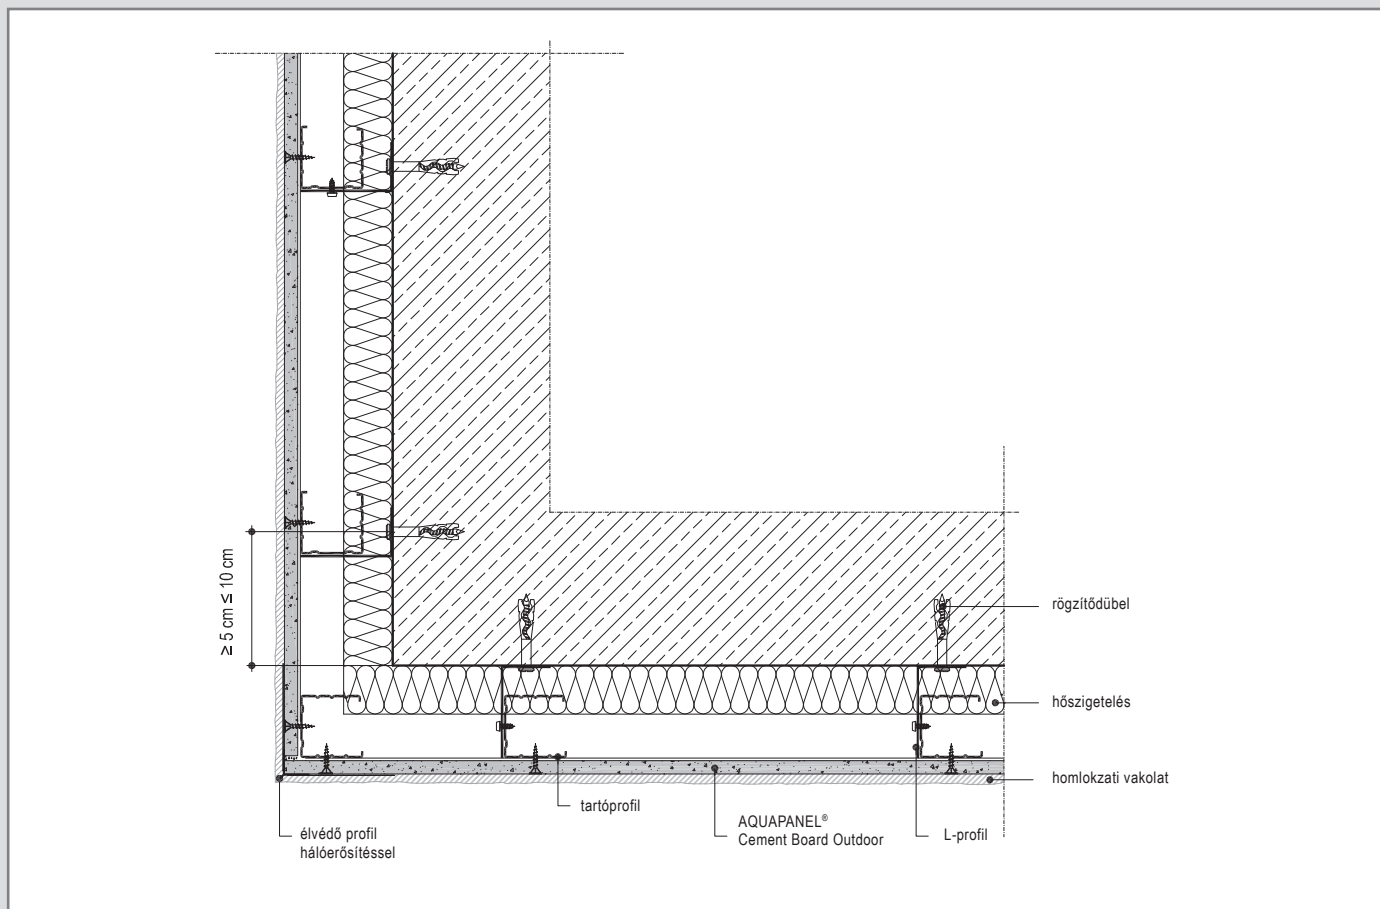 ≥ 5 cm ≤ 10 cm
rögzítődübel
hőszigetelés
homlokzati vakolat
tartóprofil
AQUAPANEL®
Cement Board Outdoor
L-profil
élvédő profil
hálóerősítéssel